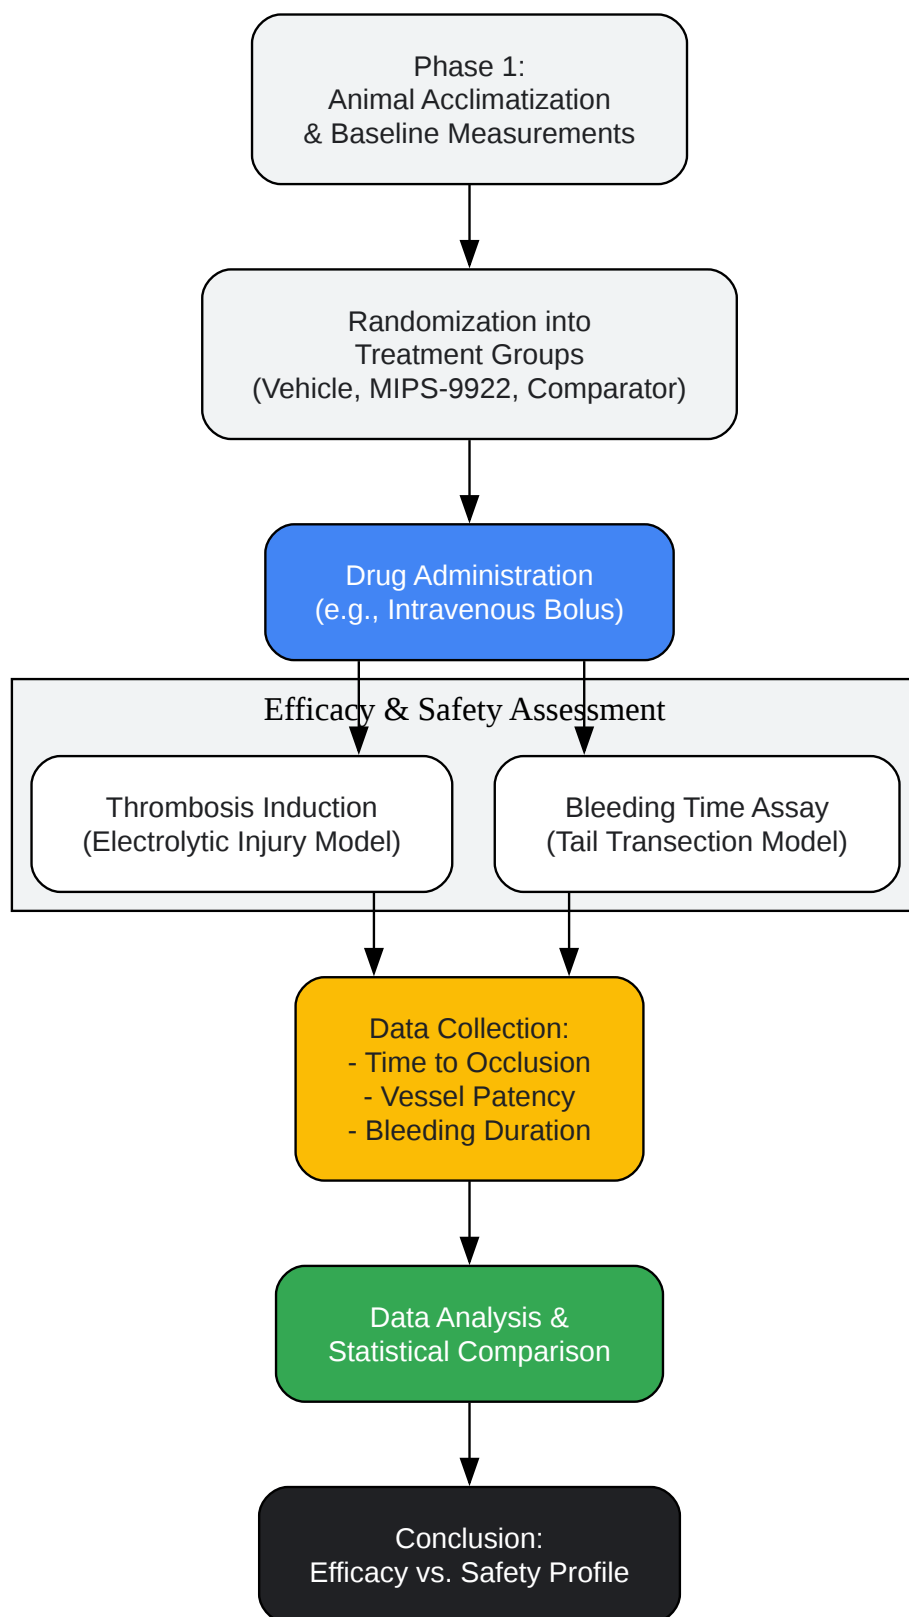 Phase 1:
Animal Acclimatization
& Baseline Measurements
Randomization into
Treatment Groups
(Vehicle, MIPS-9922, Comparator)
Drug Administration
(e.g., Intravenous Bolus)
Efficacy & Safety Assessment
Thrombosis Induction
(Electrolytic Injury Model)
Bleeding Time Assay
(Tail Transection Model)
Data Collection:
- Time to Occlusion
- Vessel Patency
- Bleeding Duration
Data Analysis &
Statistical Comparison
Conclusion:
Efficacy vs. Safety Profile